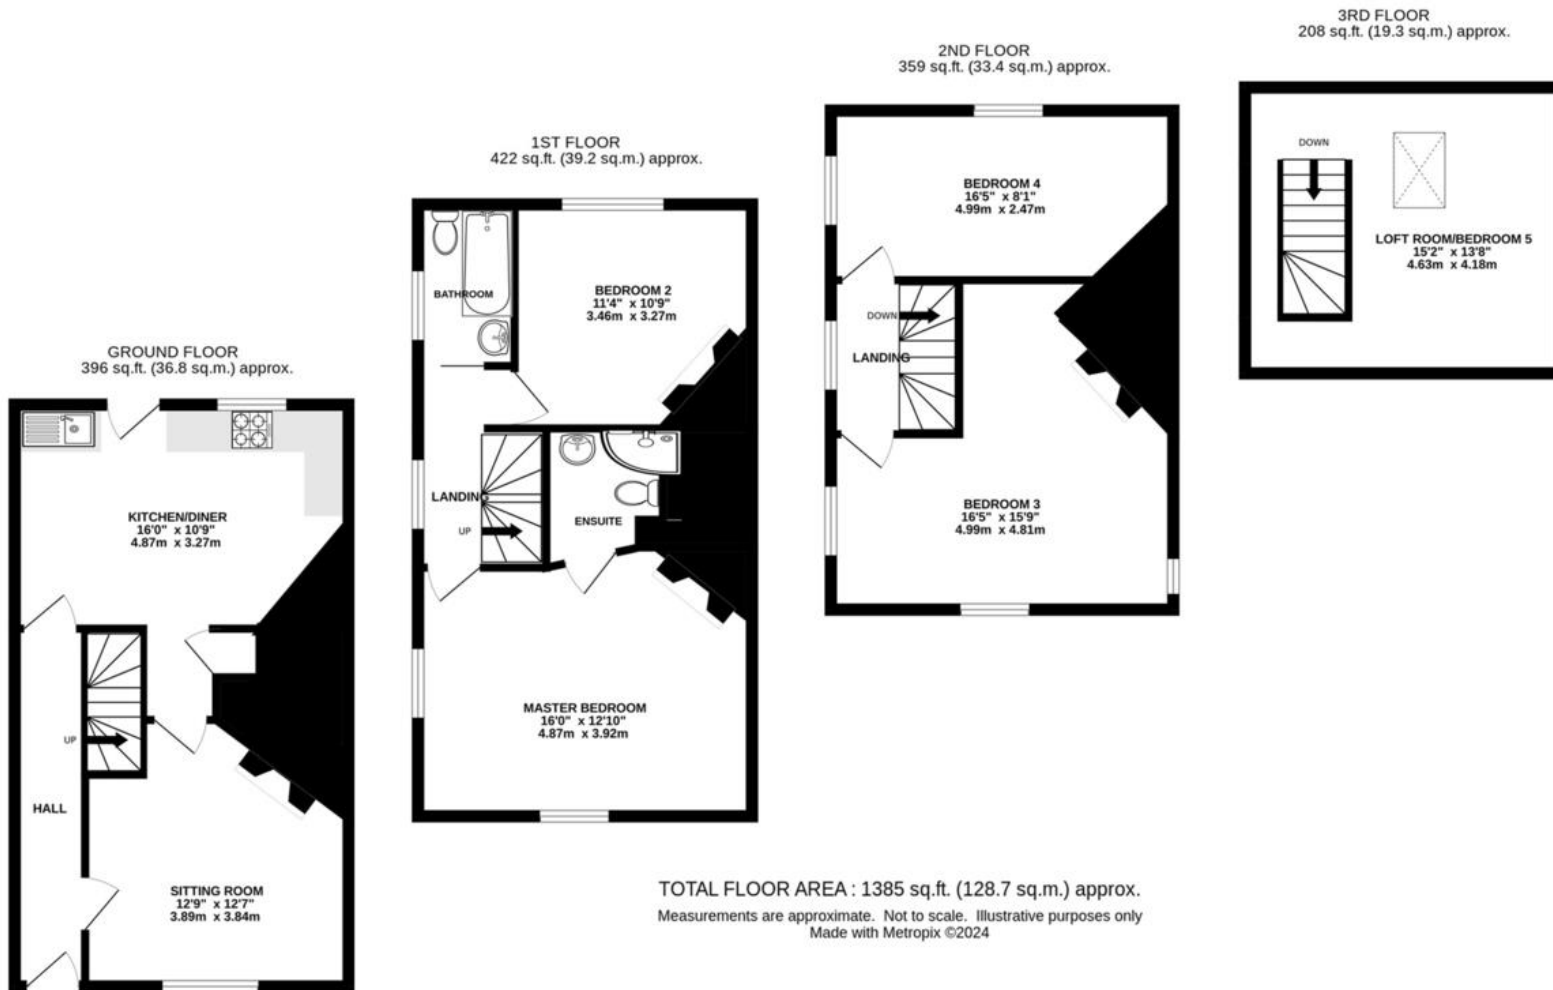 GROUND FLOOR
396 sq.ft. (36.8 sq.m.) approx.
KITCHEN/DINER
16'0" x 10'9"
4.87m x 3.27m
UP
HALL
SITTING ROOM
12'9" x 12'7"
3.89m x 3.84m
1ST FLOOR
422 sq.ft. (39.2 sq.m.) approx.
BATHROOM
BEDROOM 2
11'4" x 10'9"
3.46m x 3.27m
LANDING
UP
ENSUITE
MASTER BEDROOM
16'0" x 12'10"
4.87m x 3.92m
2ND FLOOR
359 sq.ft. (33.4 sq.m.) approx.
BEDROOM 4
16'5" x 8'1"
4.99m x 2.47m
DOWN
LANDING
BEDROOM 3
16'5" x 15'9"
4.99m x 4.81m
3RD FLOOR
208 sq.ft. (19.3 sq.m.) approx.
DOWN
LOFT ROOM/BEDROOM 5
15'2" x 13'8"
4.63m x 4.18m
TOTAL FLOOR AREA : 1385 sq.ft. (128.7 sq.m.) approx.
Measurements are approximate. Not to scale. Illustrative purposes only
Made with Metropix ©2024